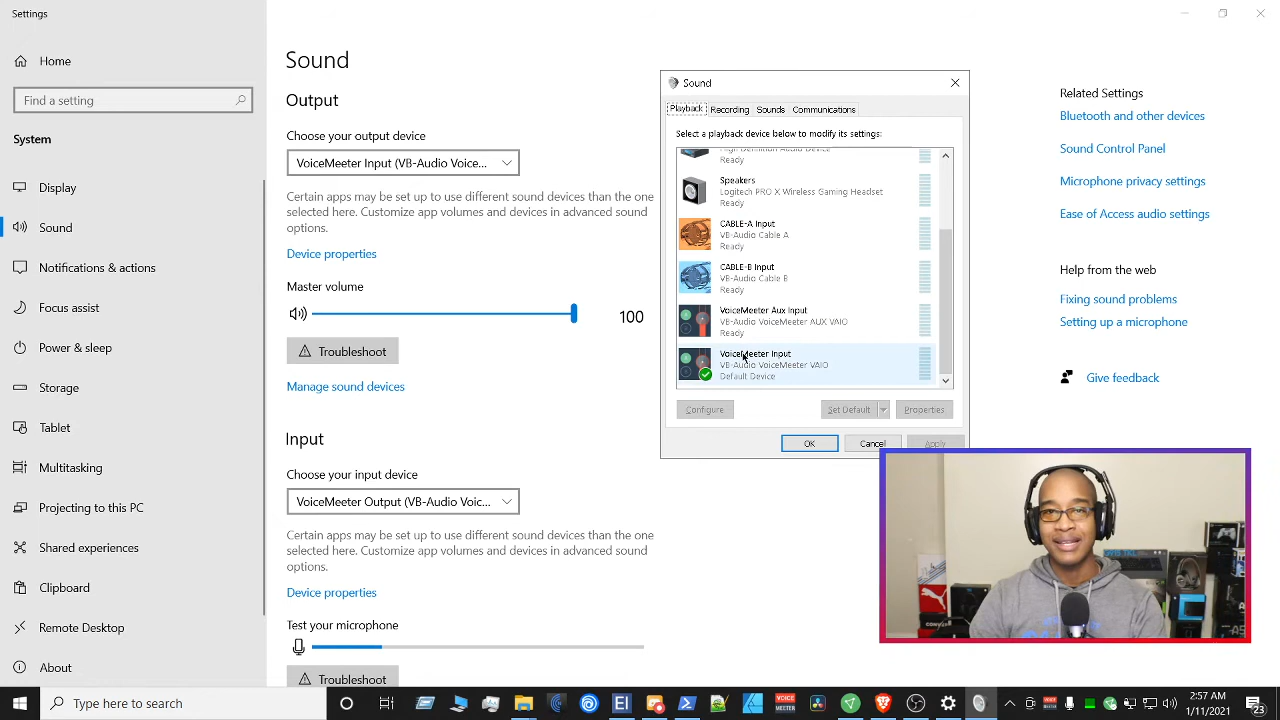 Settings
Home
Find a setting
System
Display
Sound
Notifications & actions
Focus assist
Power & sleep
Storage
Tablet
Multitasking
Projecting to this PC
Shared experiences
Clipboard
Remote Desktop
About
Sound
Output
Choose your output device
VoiceMeeter Input (VB-Audio Voice...
Certain apps may be set up to use different sound devices than the one
selected here. Customize app volumes and devices in advanced sound
options.
Device properties
Master volume
100
Troubleshoot
Manage sound devices
Input
Choose your input device
VoiceMeeter Output (VB-Audio Voic...
Certain apps may be set up to use different sound devices than the one
selected here. Customize app volumes and devices in advanced sound
options.
Device properties
Test your microphone
Troubleshoot
Sound
Playback Recording Sounds Communications
Select a playback device below to modify its settings:
High Definition Audio Device
Ready
Speakers
Logitech PRO X Wireless Gaming Headset
Ready
CABLE-A Input
VB-Audio Cable A
Ready
CABLE-B Input
VB-Audio Cable B
Ready
VoiceMeeter Aux Input
VB-Audio VoiceMeeter AUX VAIO
Ready
VoiceMeeter Input
VB-Audio VoiceMeeter VAIO
Default Device
Configure
Set Default
Properties
OK
Cancel
Apply
Related Settings
Bluetooth and other devices
Sound Control Panel
Microphone privacy settings
Ease of Access audio settings
Help from the web
Fixing sound problems
Setting up a microphone
Give feedback
Type here to search
EI
VOICE
MEETER
2:57 AM
1/11/2021
23